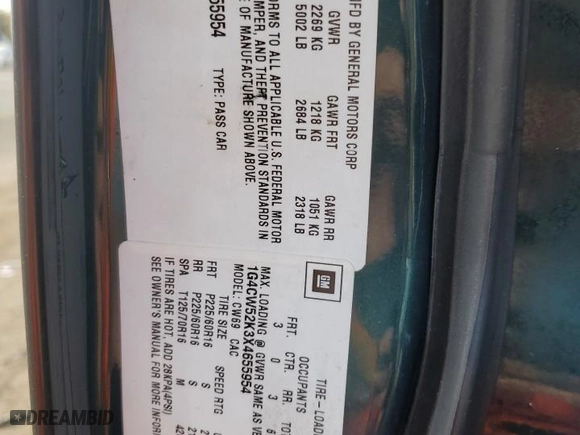 MFD BY GENERAL MOTORS CORP
GVWR GAWR FRT GAWR RR
2269 KG 1218 KG 1051 KG
5002 LB 2684 LB 2318 LB
ORMS TO ALL APPLICABLE U.S. FEDERAL MOTOR
MPER, AND THEFT PREVENTION STANDARDS IN
E OF MANUFACTURE SHOWN ABOVE.
55954 TYPE: PASS CAR
GM
TIRE-LOAD
OCCUPANTS
FRT. CTR. RR. TO
3 0 3 6
MAX. LOADING @ GVWR SAME AS VE
1G4CW52K3X4655954
MODEL: CW69 CAC
TIRE SIZE SPEED RTG
FRT P225/60R16 S
RR P225/60R16 S
SPA T125/70R16 M
IF TIRES ARE HOT, ADD 28KPA(4PSI)
SEE OWNER'S MANUAL FOR MORE INFORM
DREAMBID